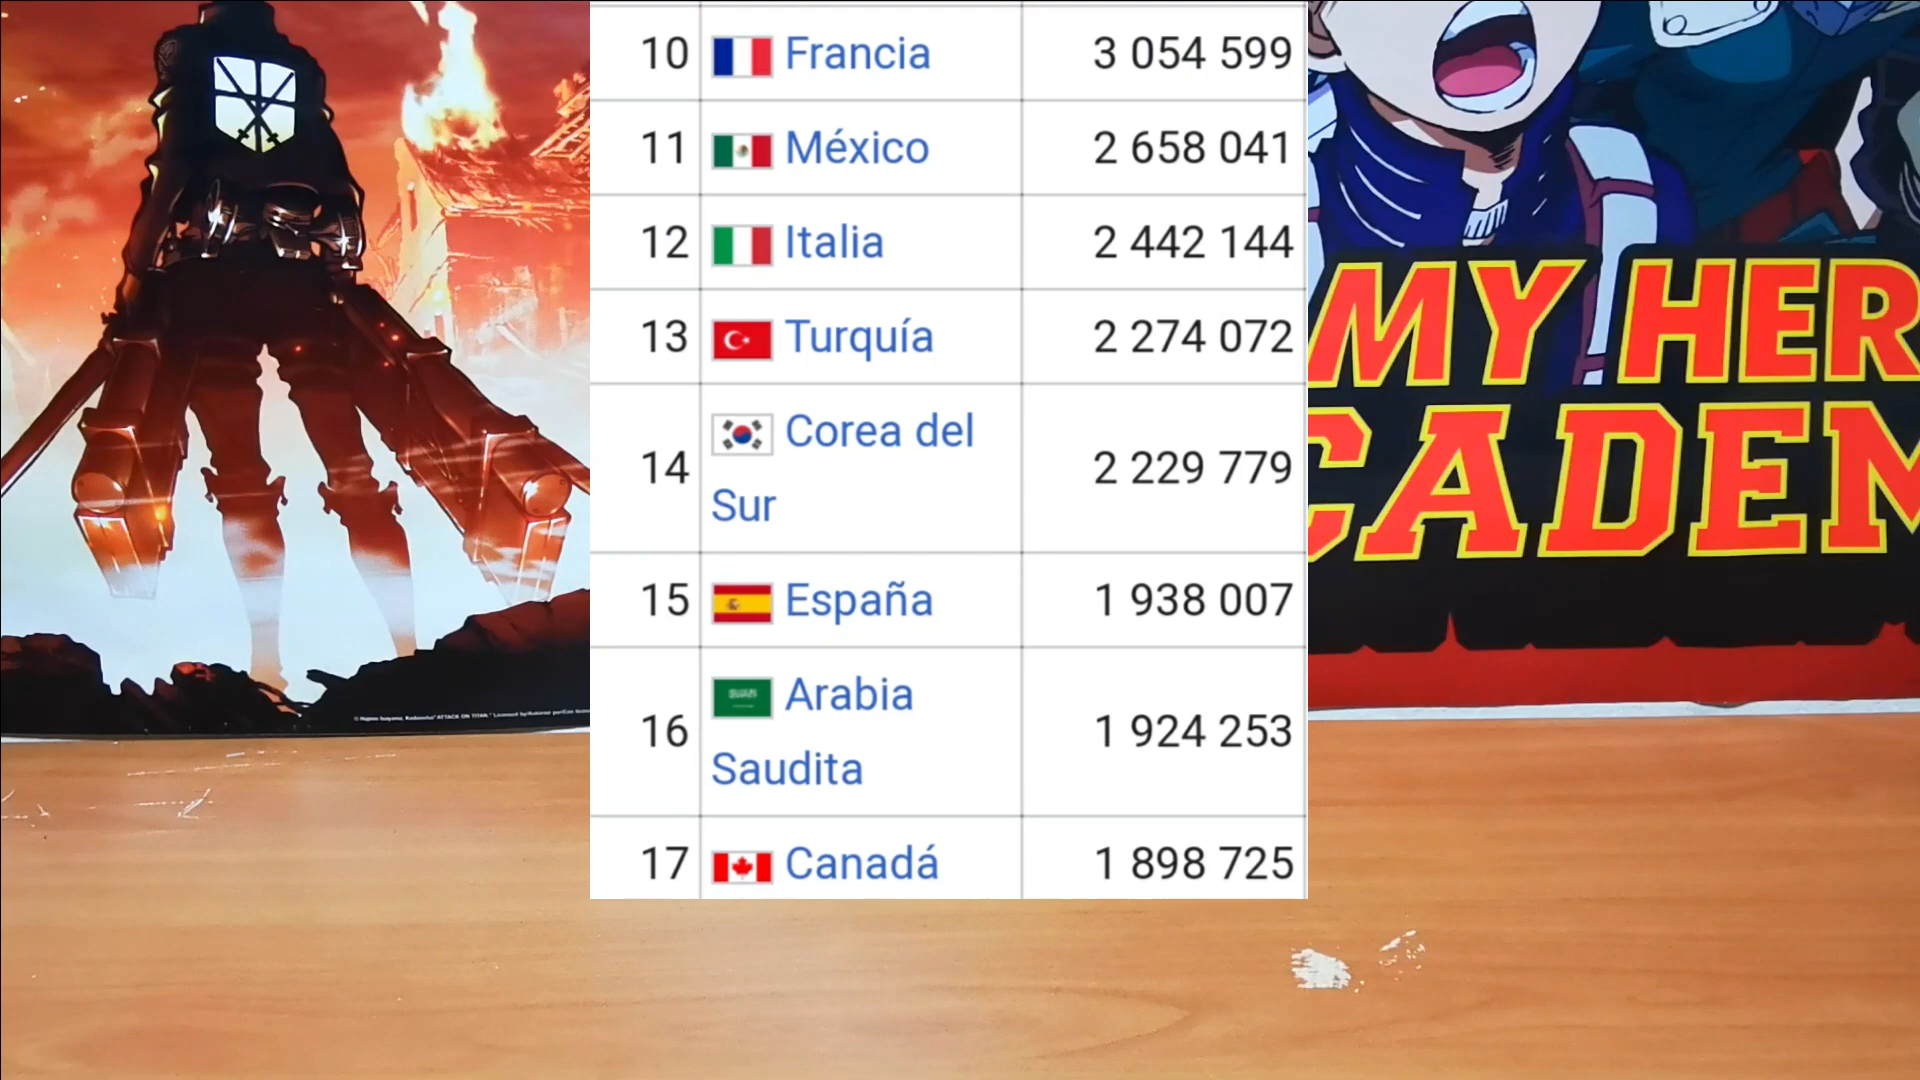 10 Francia 3 054 599
11 México 2 658 041
12 Italia 2 442 144
13 Turquía 2 274 072
14 Corea del Sur 2 229 779
15 España 1 938 007
16 Arabia Saudita 1 924 253
17 Canadá 1 898 725
MY HER
CADEM